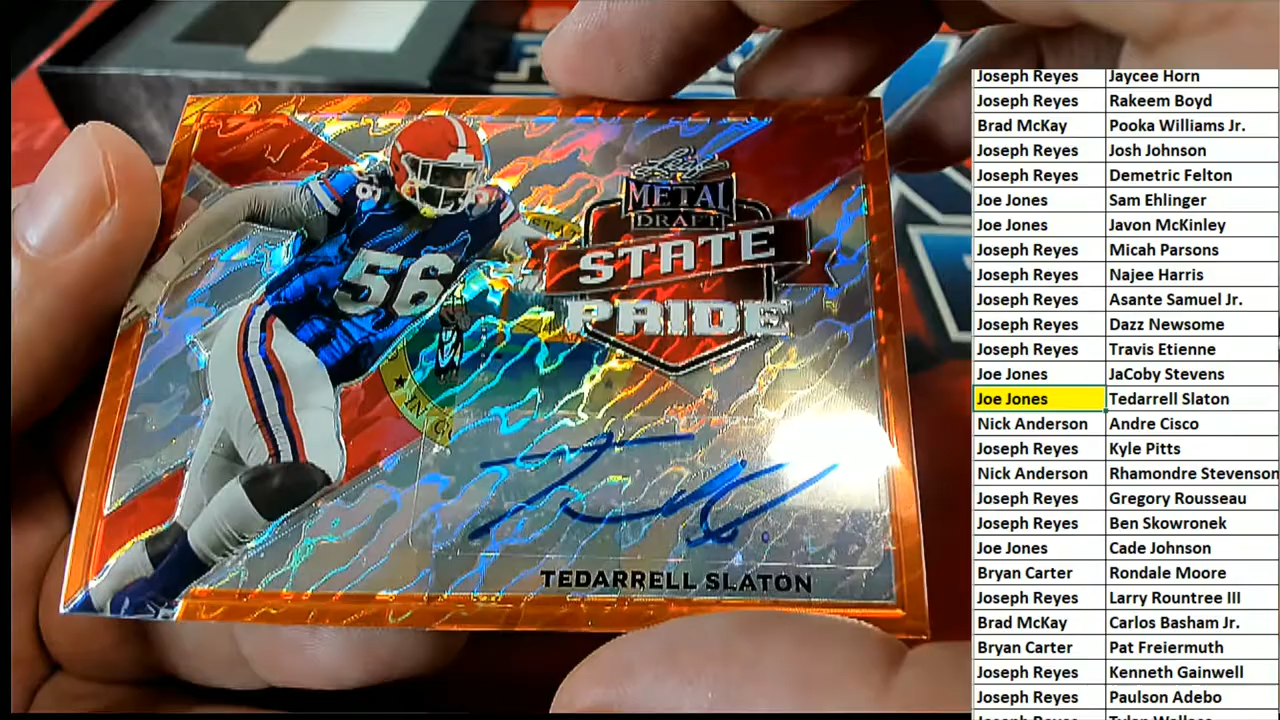 Leaf
METAL
DRAFT
STATE
PRIDE
56
TEDARRELL SLATON
Joseph Reyes Jaycee Horn
Joseph Reyes Rakeem Boyd
Brad McKay Pooka Williams Jr.
Joseph Reyes Josh Johnson
Joseph Reyes Demetric Felton
Joe Jones Sam Ehlinger
Joe Jones Javon McKinley
Joseph Reyes Micah Parsons
Joseph Reyes Najee Harris
Joseph Reyes Asante Samuel Jr.
Joseph Reyes Dazz Newsome
Joseph Reyes Travis Etienne
Joe Jones JaCoby Stevens
Joe Jones Tedarrell Slaton
Nick Anderson Andre Cisco
Joseph Reyes Kyle Pitts
Nick Anderson Rhamondre Stevenson
Joseph Reyes Gregory Rousseau
Joseph Reyes Ben Skowronek
Joe Jones Cade Johnson
Bryan Carter Rondale Moore
Joseph Reyes Larry Rountree III
Brad McKay Carlos Basham Jr.
Bryan Carter Pat Freiermuth
Joseph Reyes Kenneth Gainwell
Joseph Reyes Paulson Adebo